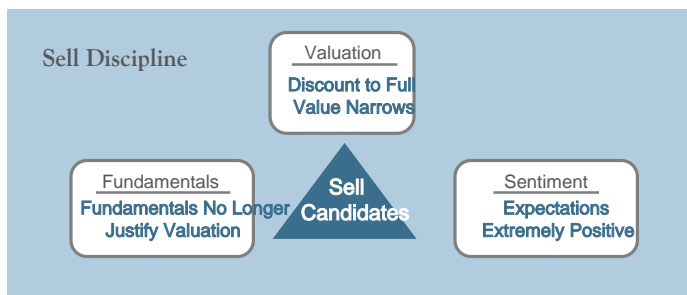 Sell Discipline
Valuation
Discount to Full
Value Narrows
Fundamentals
Fundamentals No Longer
Justify Valuation
Sell
Candidates
Sentiment
Expectations
Extremely Positive